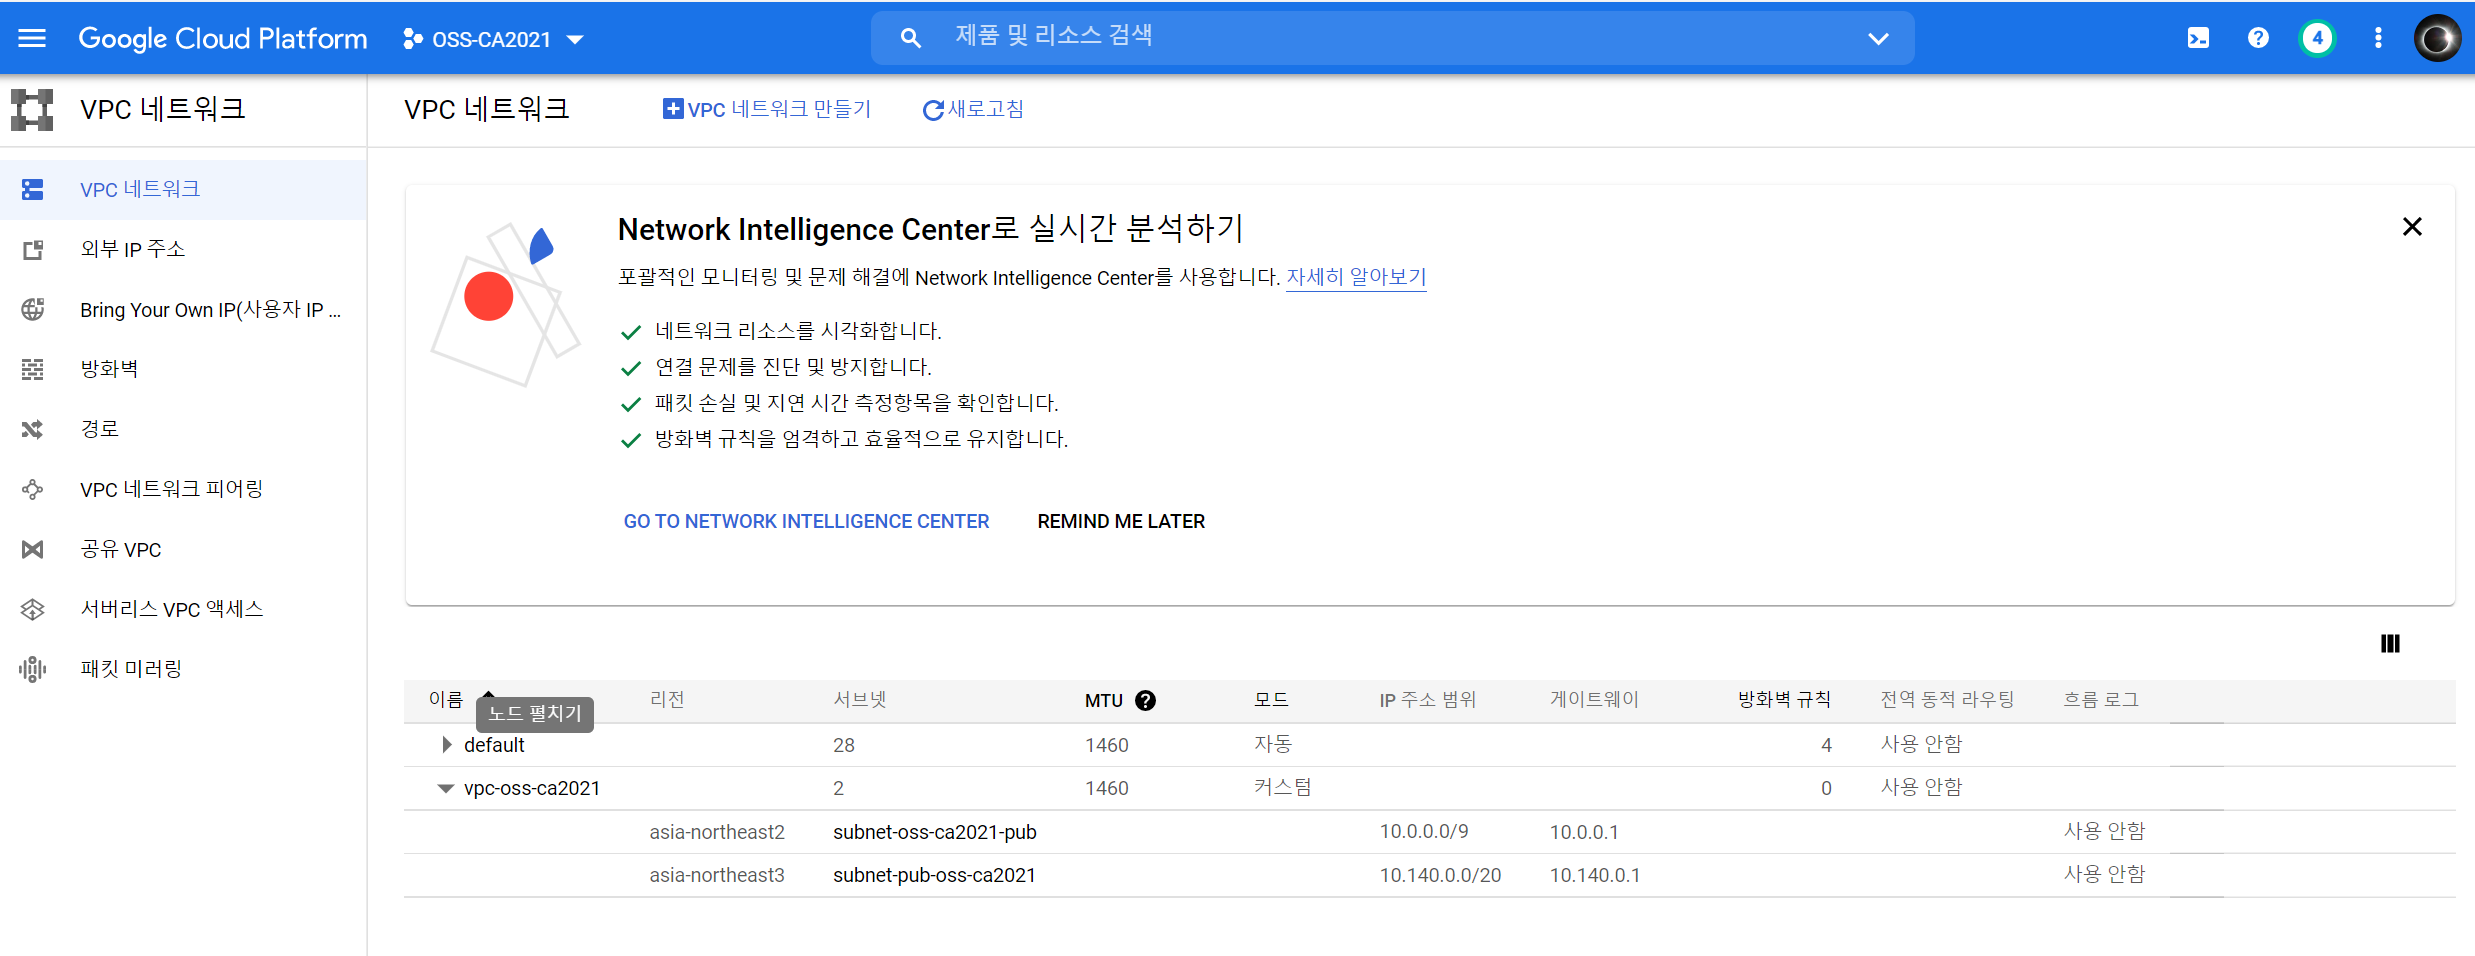 Google Cloud Platform
OSS-CA2021
제품 및 리소스 검색
4
VPC 네트워크
VPC 네트워크
VPC 네트워크 만들기
새로고침
VPC 네트워크
외부 IP 주소
Bring Your Own IP(사용자 IP ...
방화벽
경로
VPC 네트워크 피어링
공유 VPC
서버리스 VPC 액세스
패킷 미러링
Network Intelligence Center로 실시간 분석하기
포괄적인 모니터링 및 문제 해결에 Network Intelligence Center를 사용합니다. 자세히 알아보기
네트워크 리소스를 시각화합니다.
연결 문제를 진단 및 방지합니다.
패킷 손실 및 지연 시간 측정항목을 확인합니다.
방화벽 규칙을 엄격하고 효율적으로 유지합니다.
GO TO NETWORK INTELLIGENCE CENTER REMIND ME LATER
이름 리전 서브넷 MTU 모드 IP 주소 범위 게이트웨이 방화벽 규칙 전역 동적 라우팅 흐름 로그
노드 펼치기
default 28 1460 자동 4 사용 안함
vpc-oss-ca2021 2 1460 커스텀 0 사용 안함
asia-northeast2 subnet-oss-ca2021-pub 10.0.0.0/9 10.0.0.1 사용 안함
asia-northeast3 subnet-pub-oss-ca2021 10.140.0.0/20 10.140.0.1 사용 안함